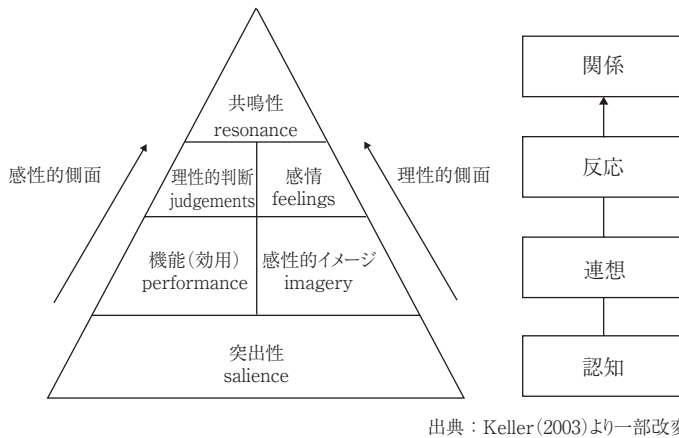 共鳴性
resonance
感性的側面
理性的判断
judgements
感情
feelings
理性的側面
機能（効用）
performance
感性的イメージ
imagery
突出性
salience
関係
反応
連想
認知
出典：Keller（2003）より一部改変